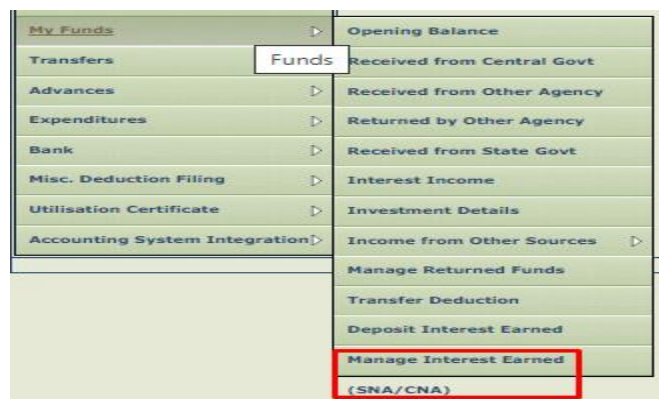 My Funds
Transfers
Advances
Expenditures
Bank
Misc. Deduction Filing
Utilisation Certificate
Accounting System Integration
Funds
Opening Balance
Received from Central Govt
Received from Other Agency
Returned by Other Agency
Received from State Govt
Interest Income
Investment Details
Income from Other Sources
Manage Returned Funds
Transfer Deduction
Deposit Interest Earned
Manage Interest Earned
(SNA/CNA)